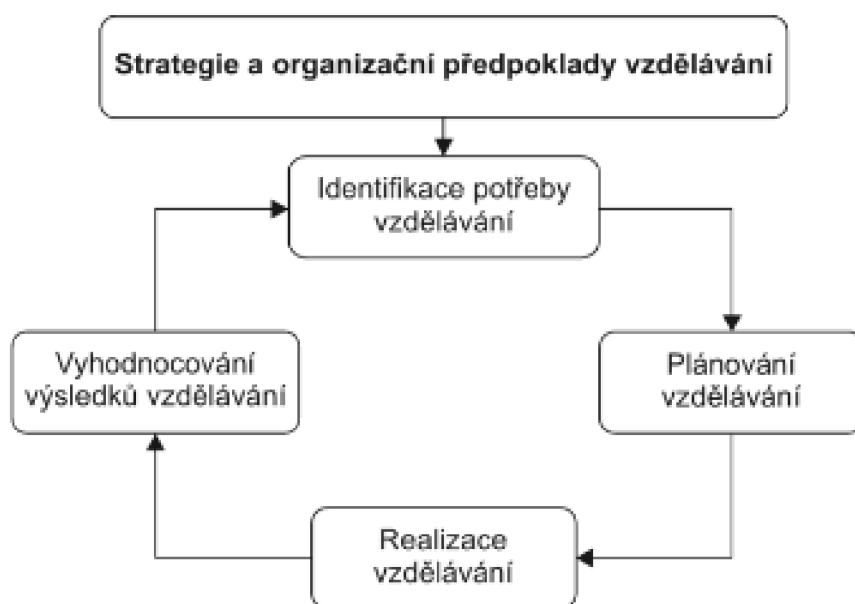 Strategie a organizační předpoklady vzdělávání
Identifikace potřeby
vzdělávání
Vyhodnocování
výsledků vzdělávání
Plánování
vzdělávání
Realizace
vzdělávání